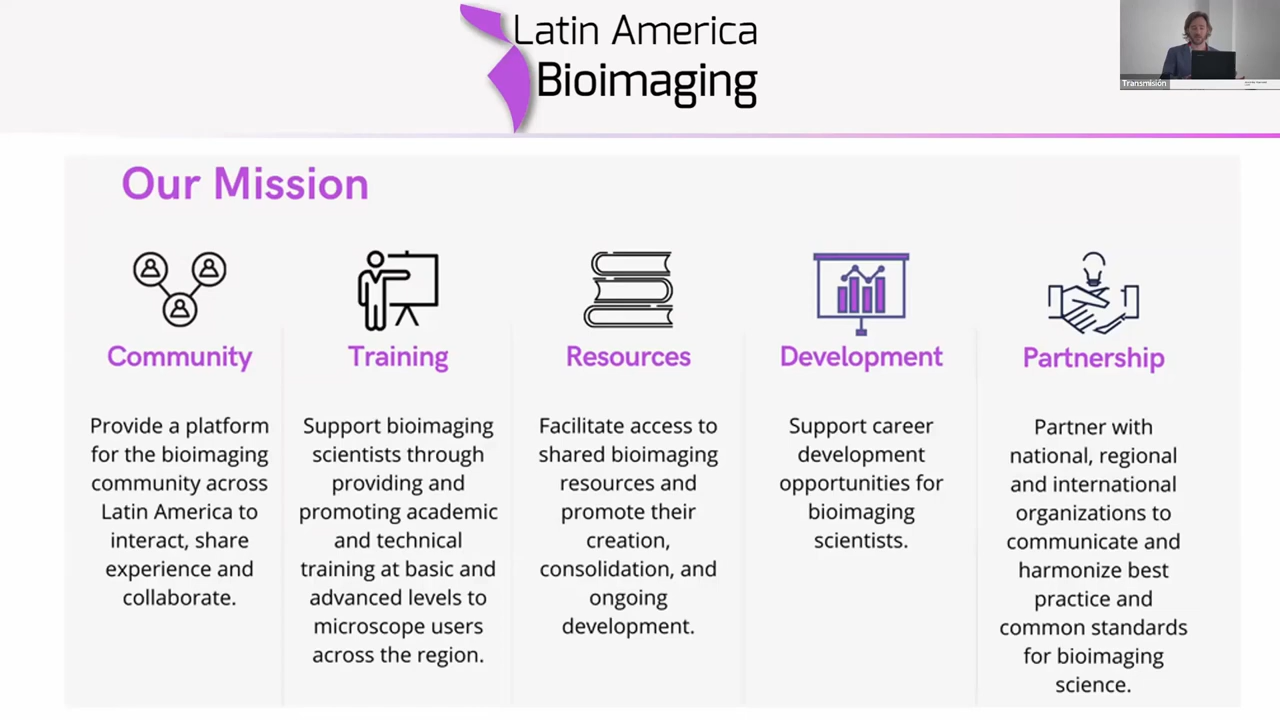 Latin America
Bioimaging
Transmisión
Our Mission
Community
Provide a platform
for the bioimaging
community across
Latin America to
interact, share
experience and
collaborate.
Training
Support bioimaging
scientists through
providing and
promoting academic
and technical
training at basic and
advanced levels to
microscope users
across the region.
Resources
Facilitate access to
shared bioimaging
resources and
promote their
creation,
consolidation, and
ongoing
development.
Development
Support career
development
opportunities for
bioimaging
scientists.
Partnership
Partner with
national, regional
and international
organizations to
communicate and
harmonize best
practice and
common standards
for bioimaging
science.